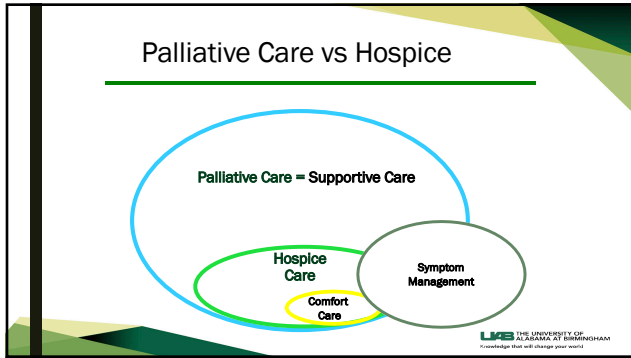 Palliative Care vs Hospice
Palliative Care = Supportive Care
Hospice
Care
Comfort
Care
Symptom
Management
UAB THE UNIVERSITY OF
ALABAMA AT BIRMINGHAM
Knowledge that will change your world